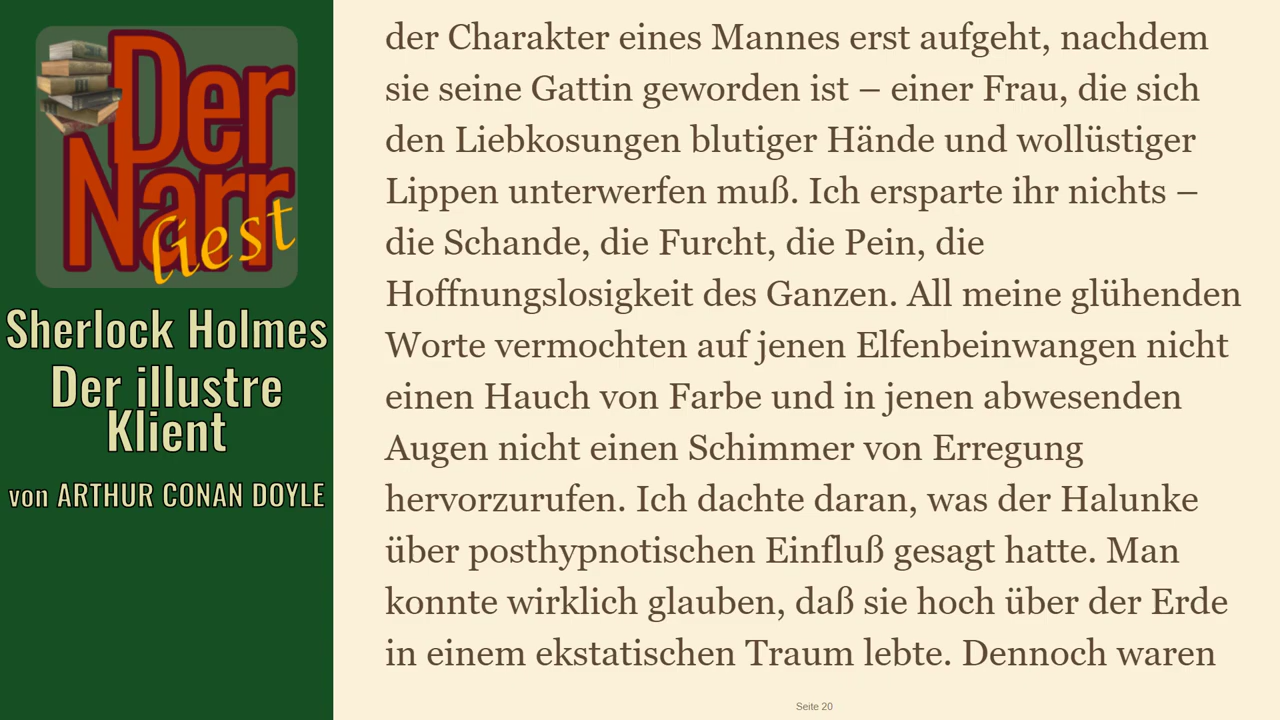 Der
Narr
liest
Sherlock Holmes
Der illustre
Klient
von ARTHUR CONAN DOYLE
der Charakter eines Mannes erst aufgeht, nachdem
sie seine Gattin geworden ist – einer Frau, die sich
den Liebkosungen blutiger Hände und wollüstiger
Lippen unterwerfen muß. Ich ersparte ihr nichts –
die Schande, die Furcht, die Pein, die
Hoffnungslosigkeit des Ganzen. All meine glühenden
Worte vermochten auf jenen Elfenbeinwangen nicht
einen Hauch von Farbe und in jenen abwesenden
Augen nicht einen Schimmer von Erregung
hervorzurufen. Ich dachte daran, was der Halunke
über posthypnotischen Einfluß gesagt hatte. Man
konnte wirklich glauben, daß sie hoch über der Erde
in einem ekstatischen Traum lebte. Dennoch waren
Seite 20